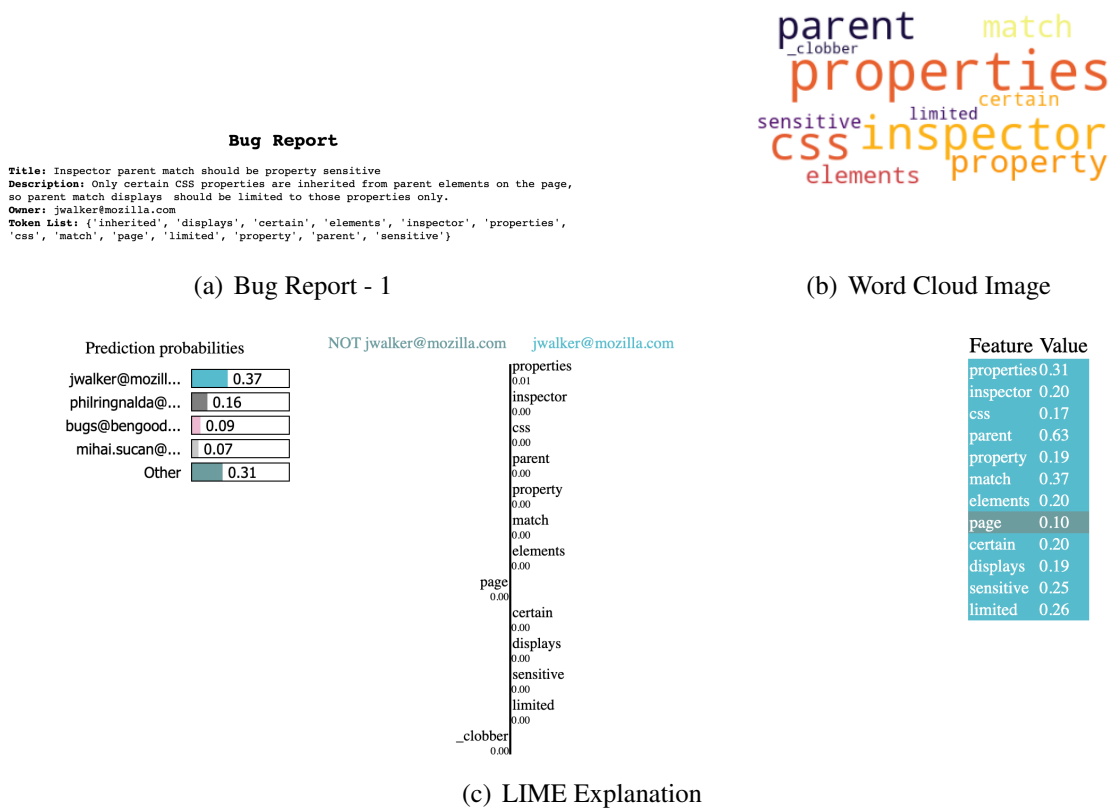 Bug Report
Title: Inspector parent match should be property sensitive
Description: Only certain CSS properties are inherited from parent elements on the page,
so parent match displays  should be limited to those properties only.
Owner: jwalker@mozilla.com
Token List: {'inherited', 'displays', 'certain', 'elements', 'inspector', 'properties',
'css', 'match', 'page', 'limited', 'property', 'parent', 'sensitive'}
(a) Bug Report - 1
parent
match
_clobber
properties
certain
limited
sensitive
css
inspector
property
elements
(b) Word Cloud Image
Prediction probabilities
jwalker@mozill... 0.37
philringnalda@... 0.16
bugs@bengood... 0.09
mihai.sucan@... 0.07
Other 0.31
NOT jwalker@mozilla.com jwalker@mozilla.com
properties
0.01
inspector
0.00
css
0.00
parent
0.00
property
0.00
match
0.00
elements
0.00
page
0.00
certain
0.00
displays
0.00
sensitive
0.00
limited
0.00
_clobber
0.00
Feature Value
properties 0.31
inspector 0.20
css 0.17
parent 0.63
property 0.19
match 0.37
elements 0.20
page 0.10
certain 0.20
displays 0.19
sensitive 0.25
limited 0.26
(c) LIME Explanation